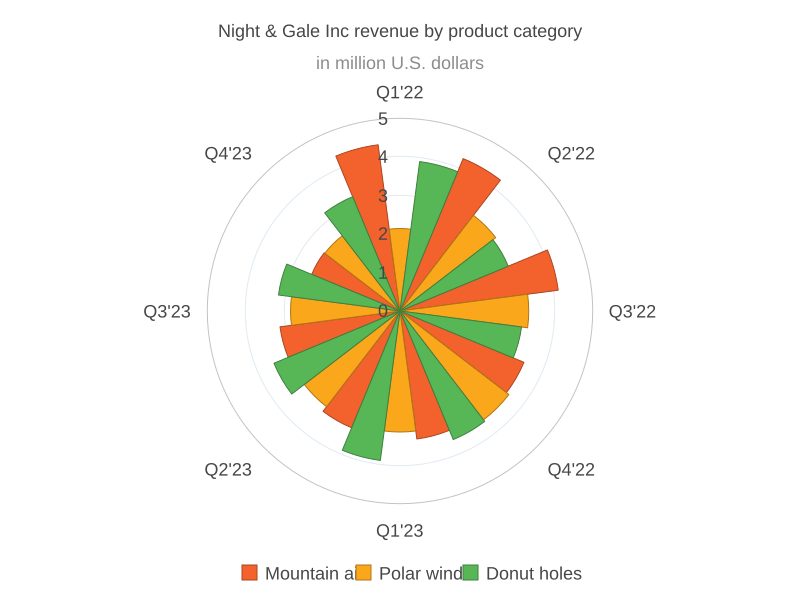 Night & Gale Inc revenue by product category
in million U.S. dollars
Q1'22
5
Q4'23
Q2'22
4
3
2
1
Q3'23
0
Q3'22
Q2'23
Q4'22
Q1'23
Mountain a Polar wind Donut holes